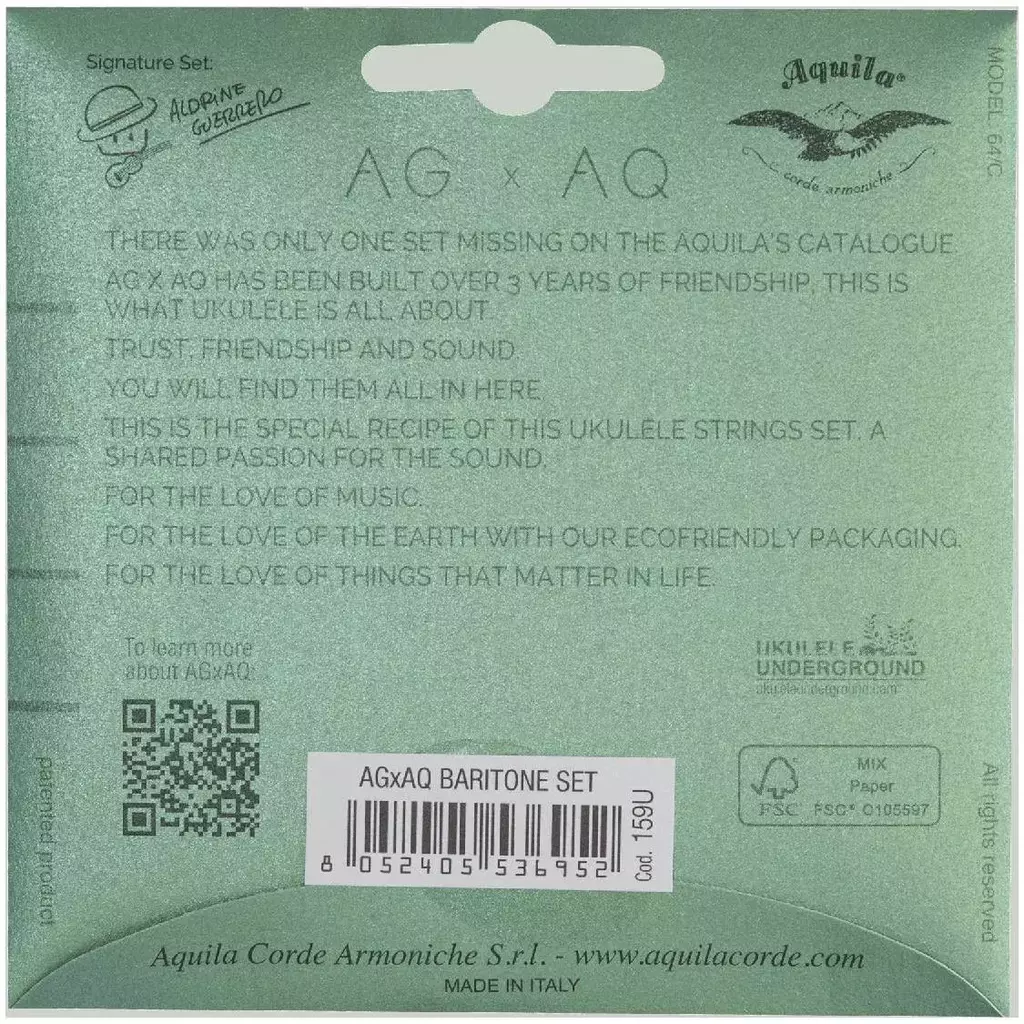 Signature Set:
ALDRINE
GUERRERO
Aquila®
corde armoniche
MODEL 64/C
AG x AQ
THERE WAS ONLY ONE SET MISSING ON THE AQUILA'S CATALOGUE.
AG X AQ HAS BEEN BUILT OVER 3 YEARS OF FRIENDSHIP, THIS IS
WHAT UKULELE IS ALL ABOUT.
TRUST, FRIENDSHIP AND SOUND.
YOU WILL FIND THEM ALL IN HERE.
THIS IS THE SPECIAL RECIPE OF THIS UKULELE STRINGS SET. A
SHARED PASSION FOR THE SOUND.
FOR THE LOVE OF MUSIC.
FOR THE LOVE OF THE EARTH WITH OUR ECOFRIENDLY PACKAGING.
FOR THE LOVE OF THINGS THAT MATTER IN LIFE.
To learn more
about AGxAQ:
UKULELE
UNDERGROUND
ukuleleunderground.com
patented product
AGxAQ BARITONE SET
8 052405 536952
Cod. 159U
MIX
Paper
FSC FSC® C105597
All rights reserved
Aquila Corde Armoniche S.r.l. - www.aquilacorde.com
MADE IN ITALY